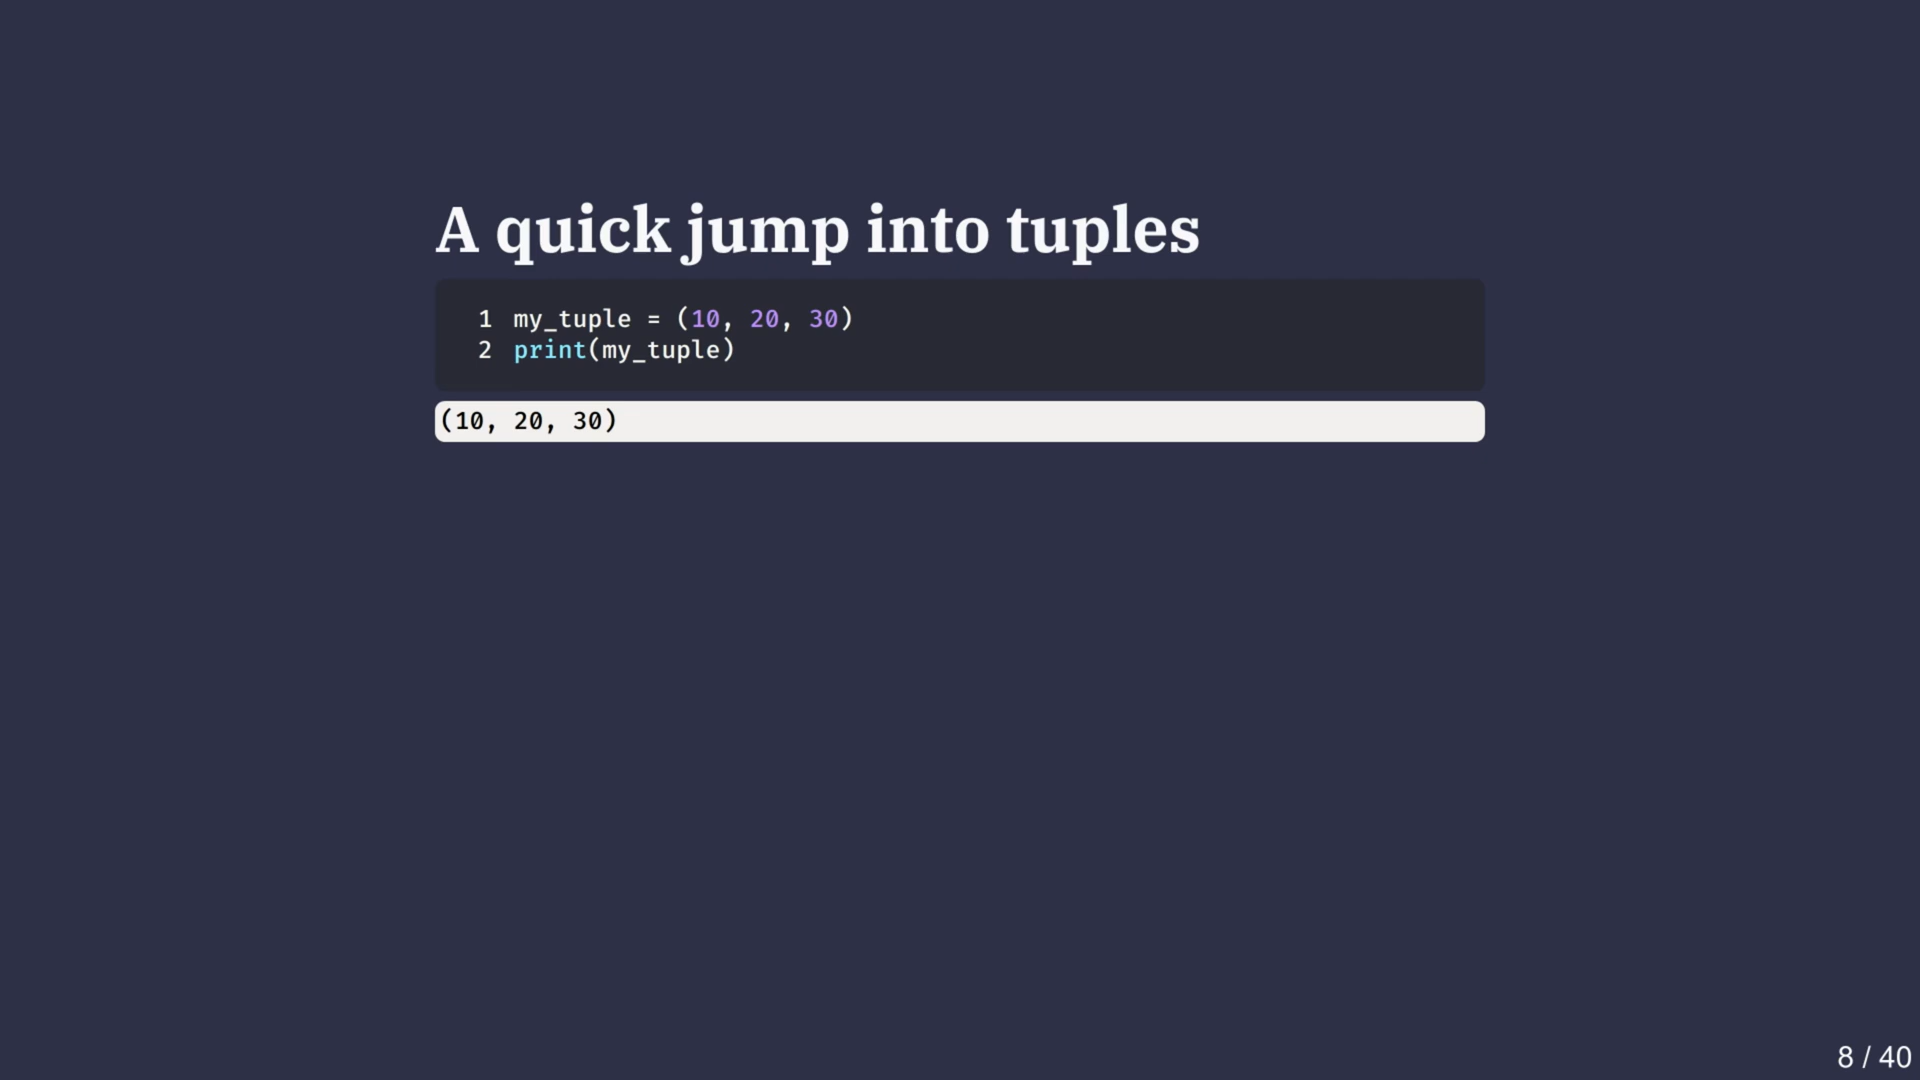 A quick jump into tuples
1 my_tuple = (10, 20, 30)
2 print(my_tuple)
(10, 20, 30)
8 / 40